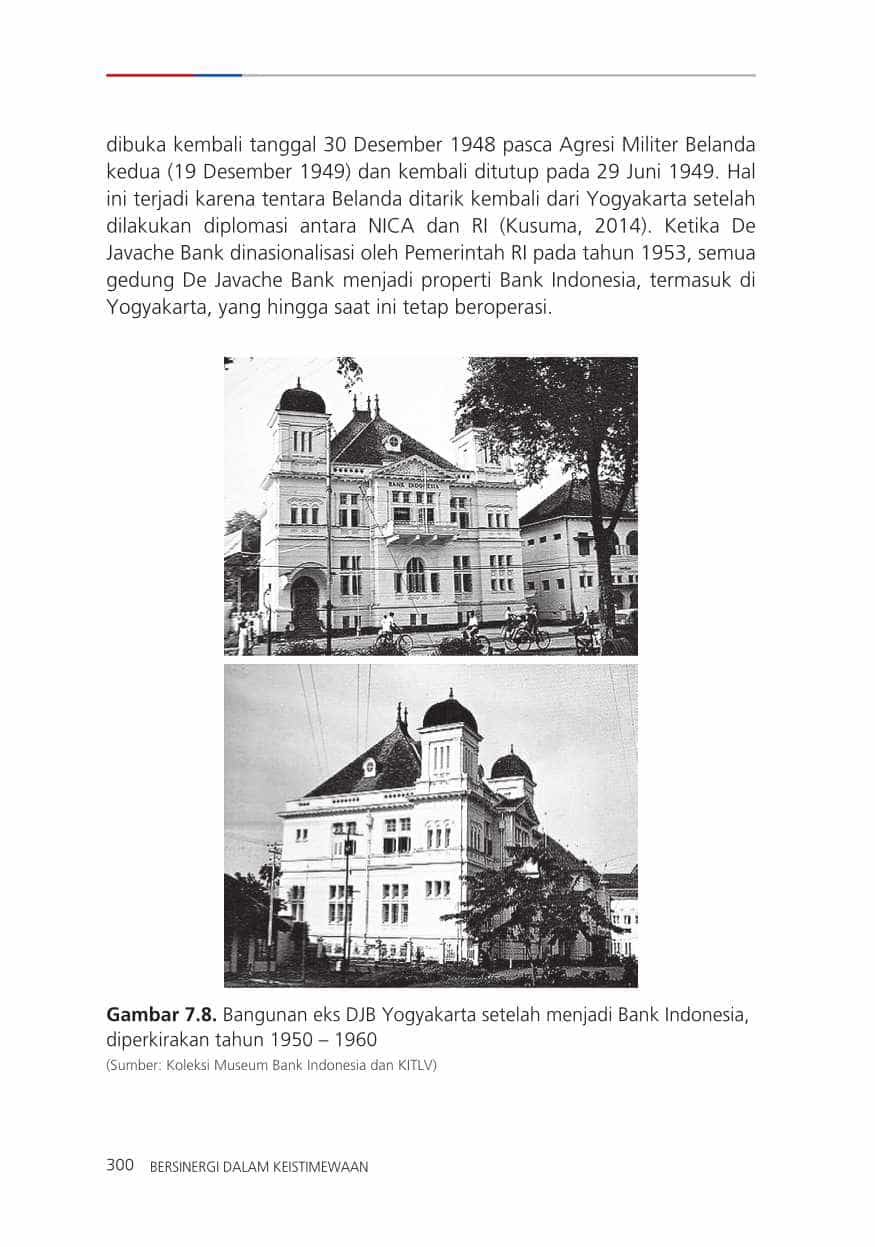 dibuka kembali tanggal 30 Desember 1948 pasca Agresi Militer Belanda
kedua (19 Desember 1949) dan kembali ditutup pada 29 Juni 1949. Hal
ini terjadi karena tentara Belanda ditarik kembali dari Yogyakarta setelah
dilakukan diplomasi antara NICA dan RI (Kusuma, 2014). Ketika De
Javache Bank dinasionalisasi oleh Pemerintah RI pada tahun 1953, semua
gedung De Javache Bank menjadi properti Bank Indonesia, termasuk di
Yogyakarta, yang hingga saat ini tetap beroperasi.
BANK INDONESIA
Gambar 7.8. Bangunan eks DJB Yogyakarta setelah menjadi Bank Indonesia,
diperkirakan tahun 1950 – 1960
(Sumber: Koleksi Museum Bank Indonesia dan KITLV)
300 BERSINERGI DALAM KEISTIMEWAAN